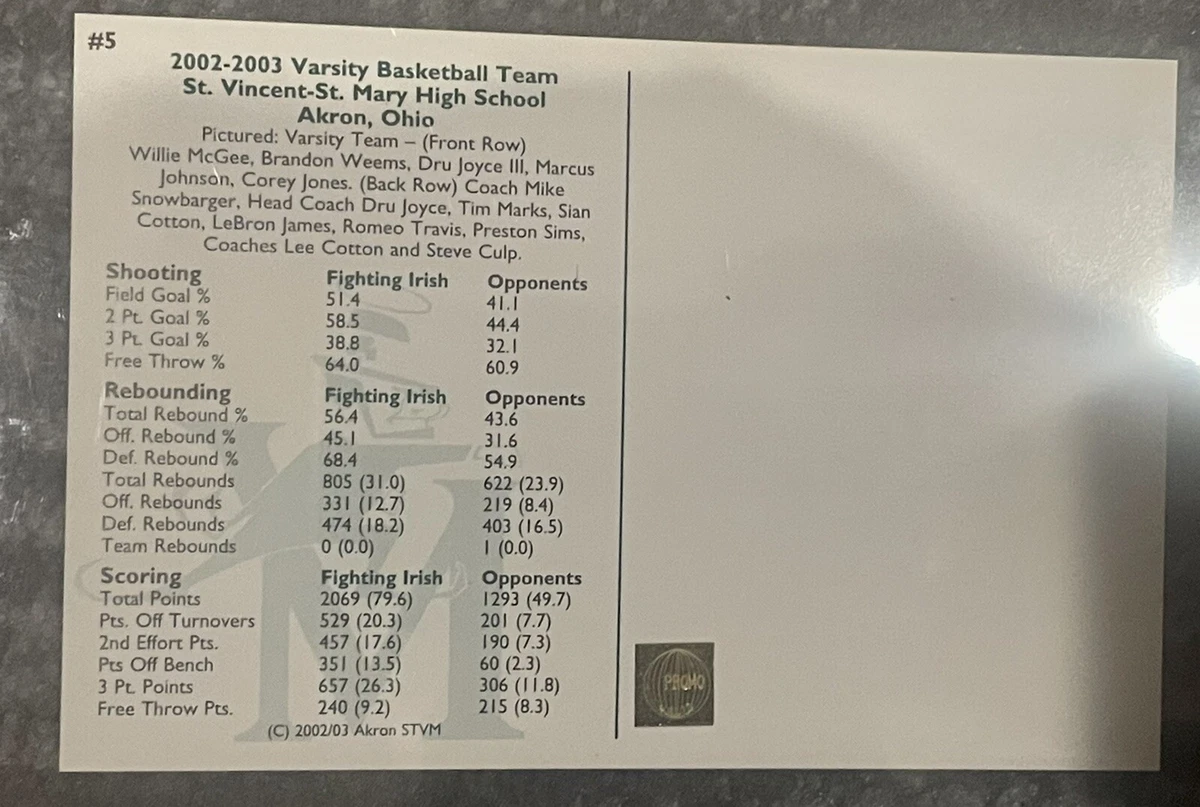 #5
2002-2003 Varsity Basketball Team
St. Vincent-St. Mary High School
Akron, Ohio
Pictured: Varsity Team – (Front Row)
Willie McGee, Brandon Weems, Dru Joyce III, Marcus
Johnson, Corey Jones. (Back Row) Coach Mike
Snowbarger, Head Coach Dru Joyce, Tim Marks, Sian
Cotton, LeBron James, Romeo Travis, Preston Sims,
Coaches Lee Cotton and Steve Culp.
Shooting Fighting Irish Opponents
Field Goal % 51.4 41.1
2 Pt. Goal % 58.5 44.4
3 Pt. Goal % 38.8 32.1
Free Throw % 64.0 60.9
Rebounding Fighting Irish Opponents
Total Rebound % 56.4 43.6
Off. Rebound % 45.1 31.6
Def. Rebound % 68.4 54.9
Total Rebounds 805 (31.0) 622 (23.9)
Off. Rebounds 331 (12.7) 219 (8.4)
Def. Rebounds 474 (18.2) 403 (16.5)
Team Rebounds 0 (0.0) 1 (0.0)
Scoring Fighting Irish Opponents
Total Points 2069 (79.6) 1293 (49.7)
Pts. Off Turnovers 529 (20.3) 201 (7.7)
2nd Effort Pts. 457 (17.6) 190 (7.3)
Pts Off Bench 351 (13.5) 60 (2.3)
3 Pt. Points 657 (26.3) 306 (11.8)
Free Throw Pts. 240 (9.2) 215 (8.3)
(C) 2002/03 Akron STVM
PROMO